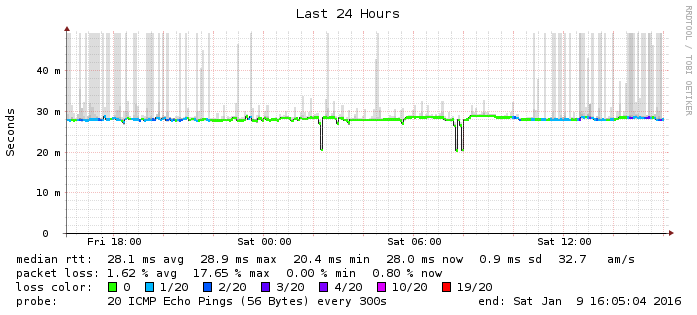 Last 24 Hours
RRDTOOL / TOBI OETIKER
Seconds
40 m
30 m
20 m
10 m
0
Fri 18:00 Sat 00:00 Sat 06:00 Sat 12:00
median rtt: 28.1 ms avg 28.9 ms max 20.4 ms min 28.0 ms now 0.9 ms sd 32.7 am/s
packet loss: 1.62 % avg 17.65 % max 0.00 % min 0.80 % now
loss color: 0 1/20 2/20 3/20 4/20 10/20 19/20
probe: 20 ICMP Echo Pings (56 Bytes) every 300s end: Sat Jan 9 16:05:04 2016